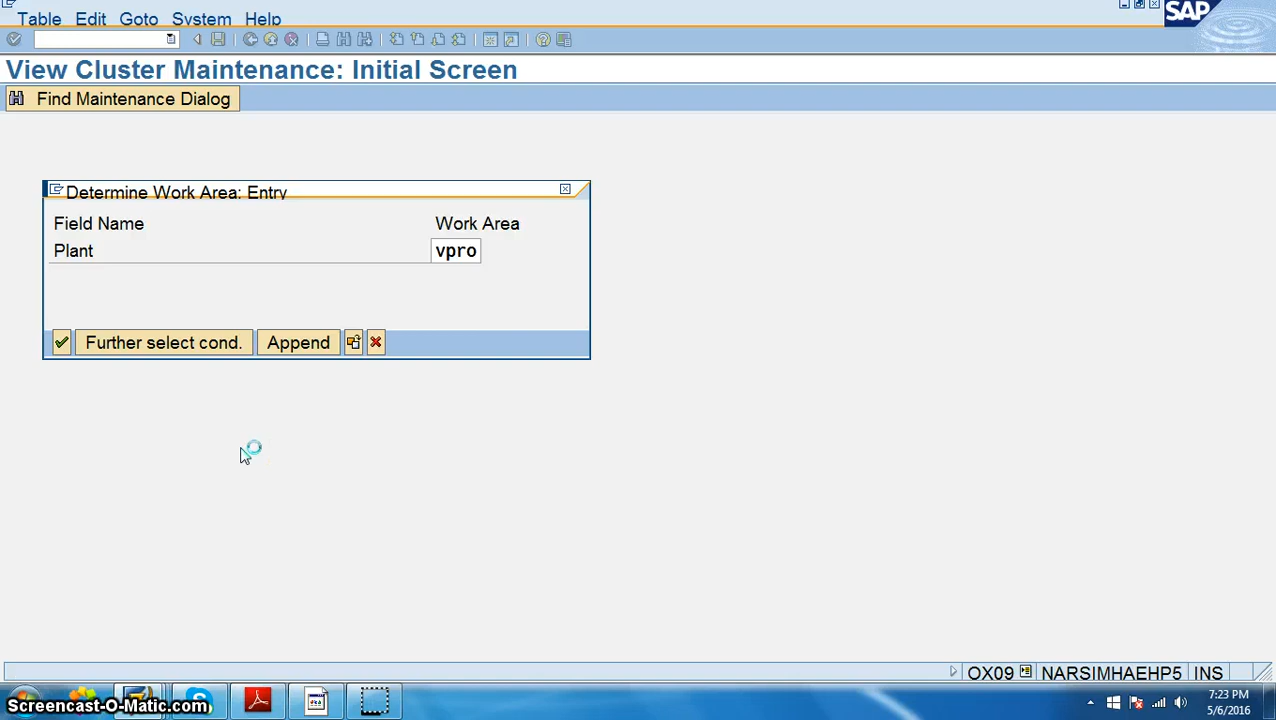 Table Edit Goto System Help
SAP
View Cluster Maintenance: Initial Screen
Find Maintenance Dialog
Determine Work Area: Entry
Field Name Work Area
Plant vpro
Further select cond. Append
OX09 NARSIMHAEHP5 INS
Screencast-O-Matic.com
7:23 PM
5/6/2016